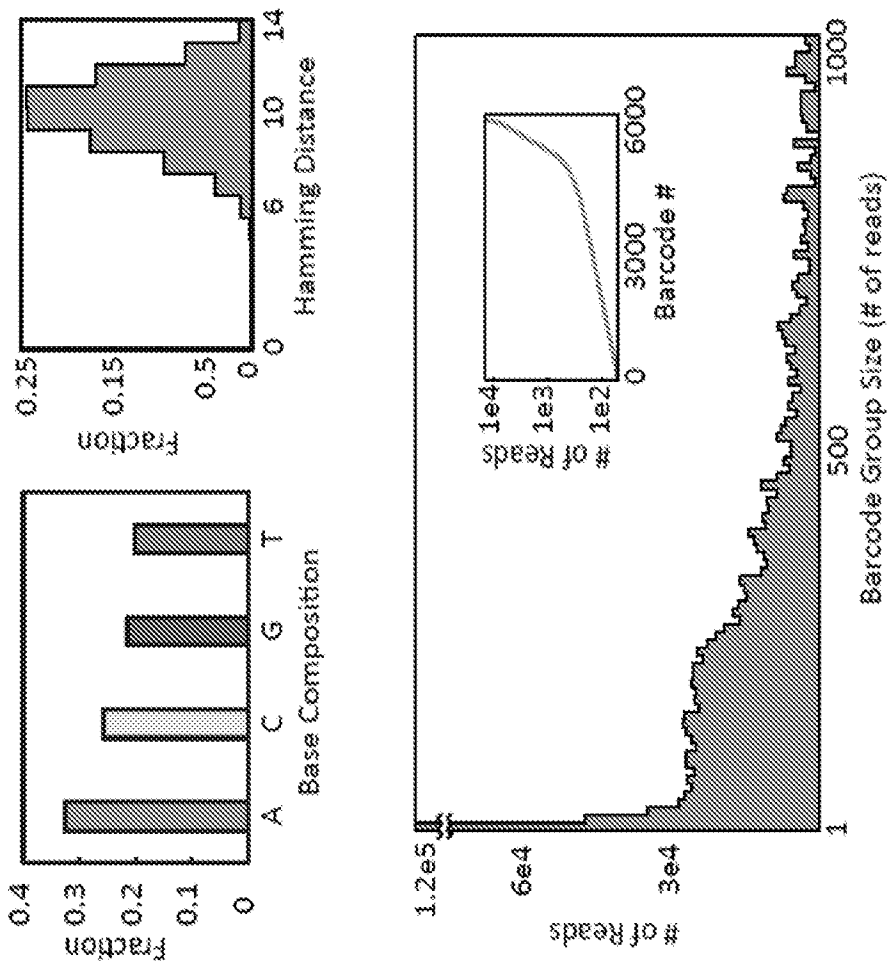 0.4
0.3
0.2
0.1
0
Fraction
A
C
G
T
Base Composition
0.25
0.15
0.5
0
Fraction
0
6
10
14
Hamming Distance
1.2e5
6e4
3e4
# of Reads
1
500
1000
Barcode Group Size (# of reads)
1e4
1e3
1e2
# of Reads
0
3000
6000
Barcode #